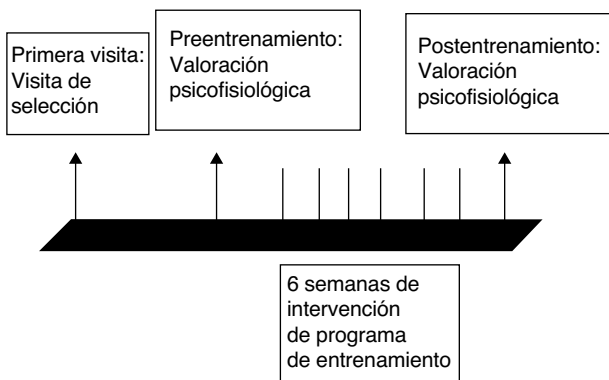 Primera visita:
Visita de
selección
Preentrenamiento:
Valoración
psicofisiológica
Postentrenamiento:
Valoración
psicofisiológica
6 semanas de
intervención
de programa
de entrenamiento